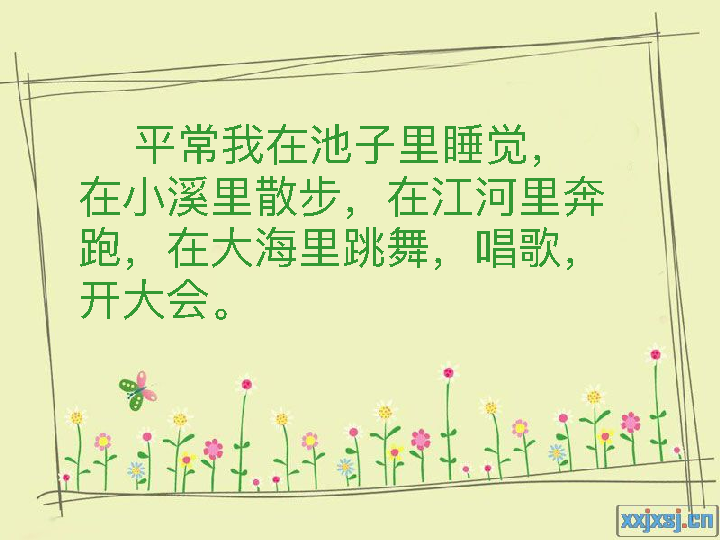 平常我在池子里睡觉，
在小溪里散步，在江河里奔
跑，在大海里跳舞，唱歌，
开大会。
xxjxsj.cn